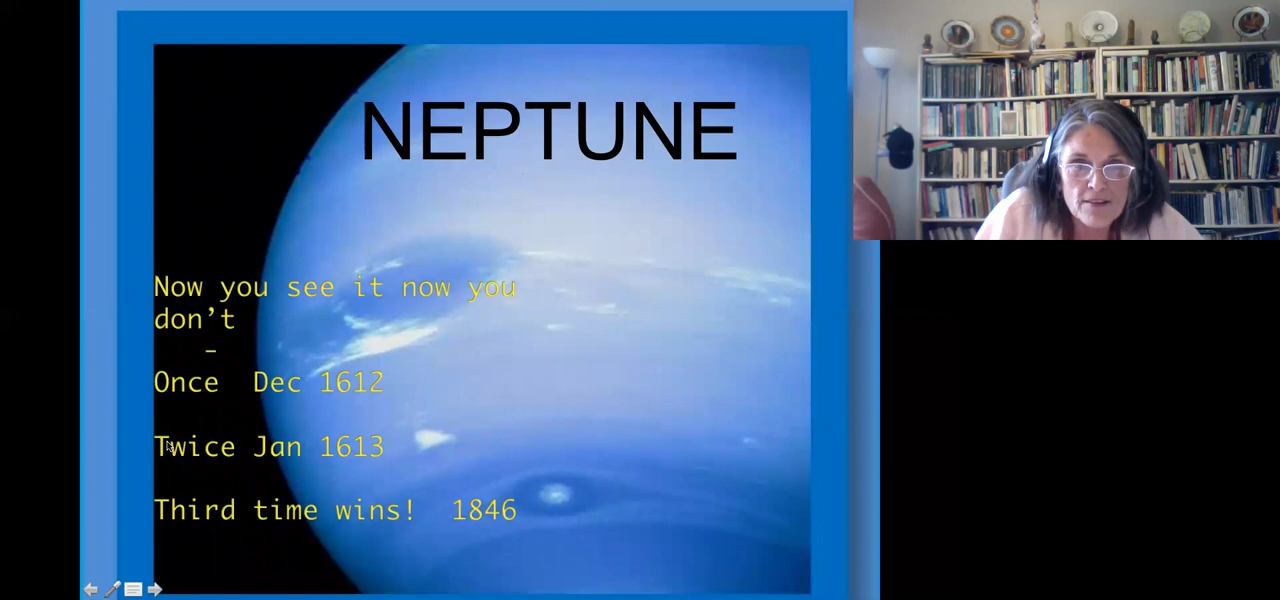 NEPTUNE
Now you see it now you
don’t
–
Once Dec 1612
Twice Jan 1613
Third time wins! 1846